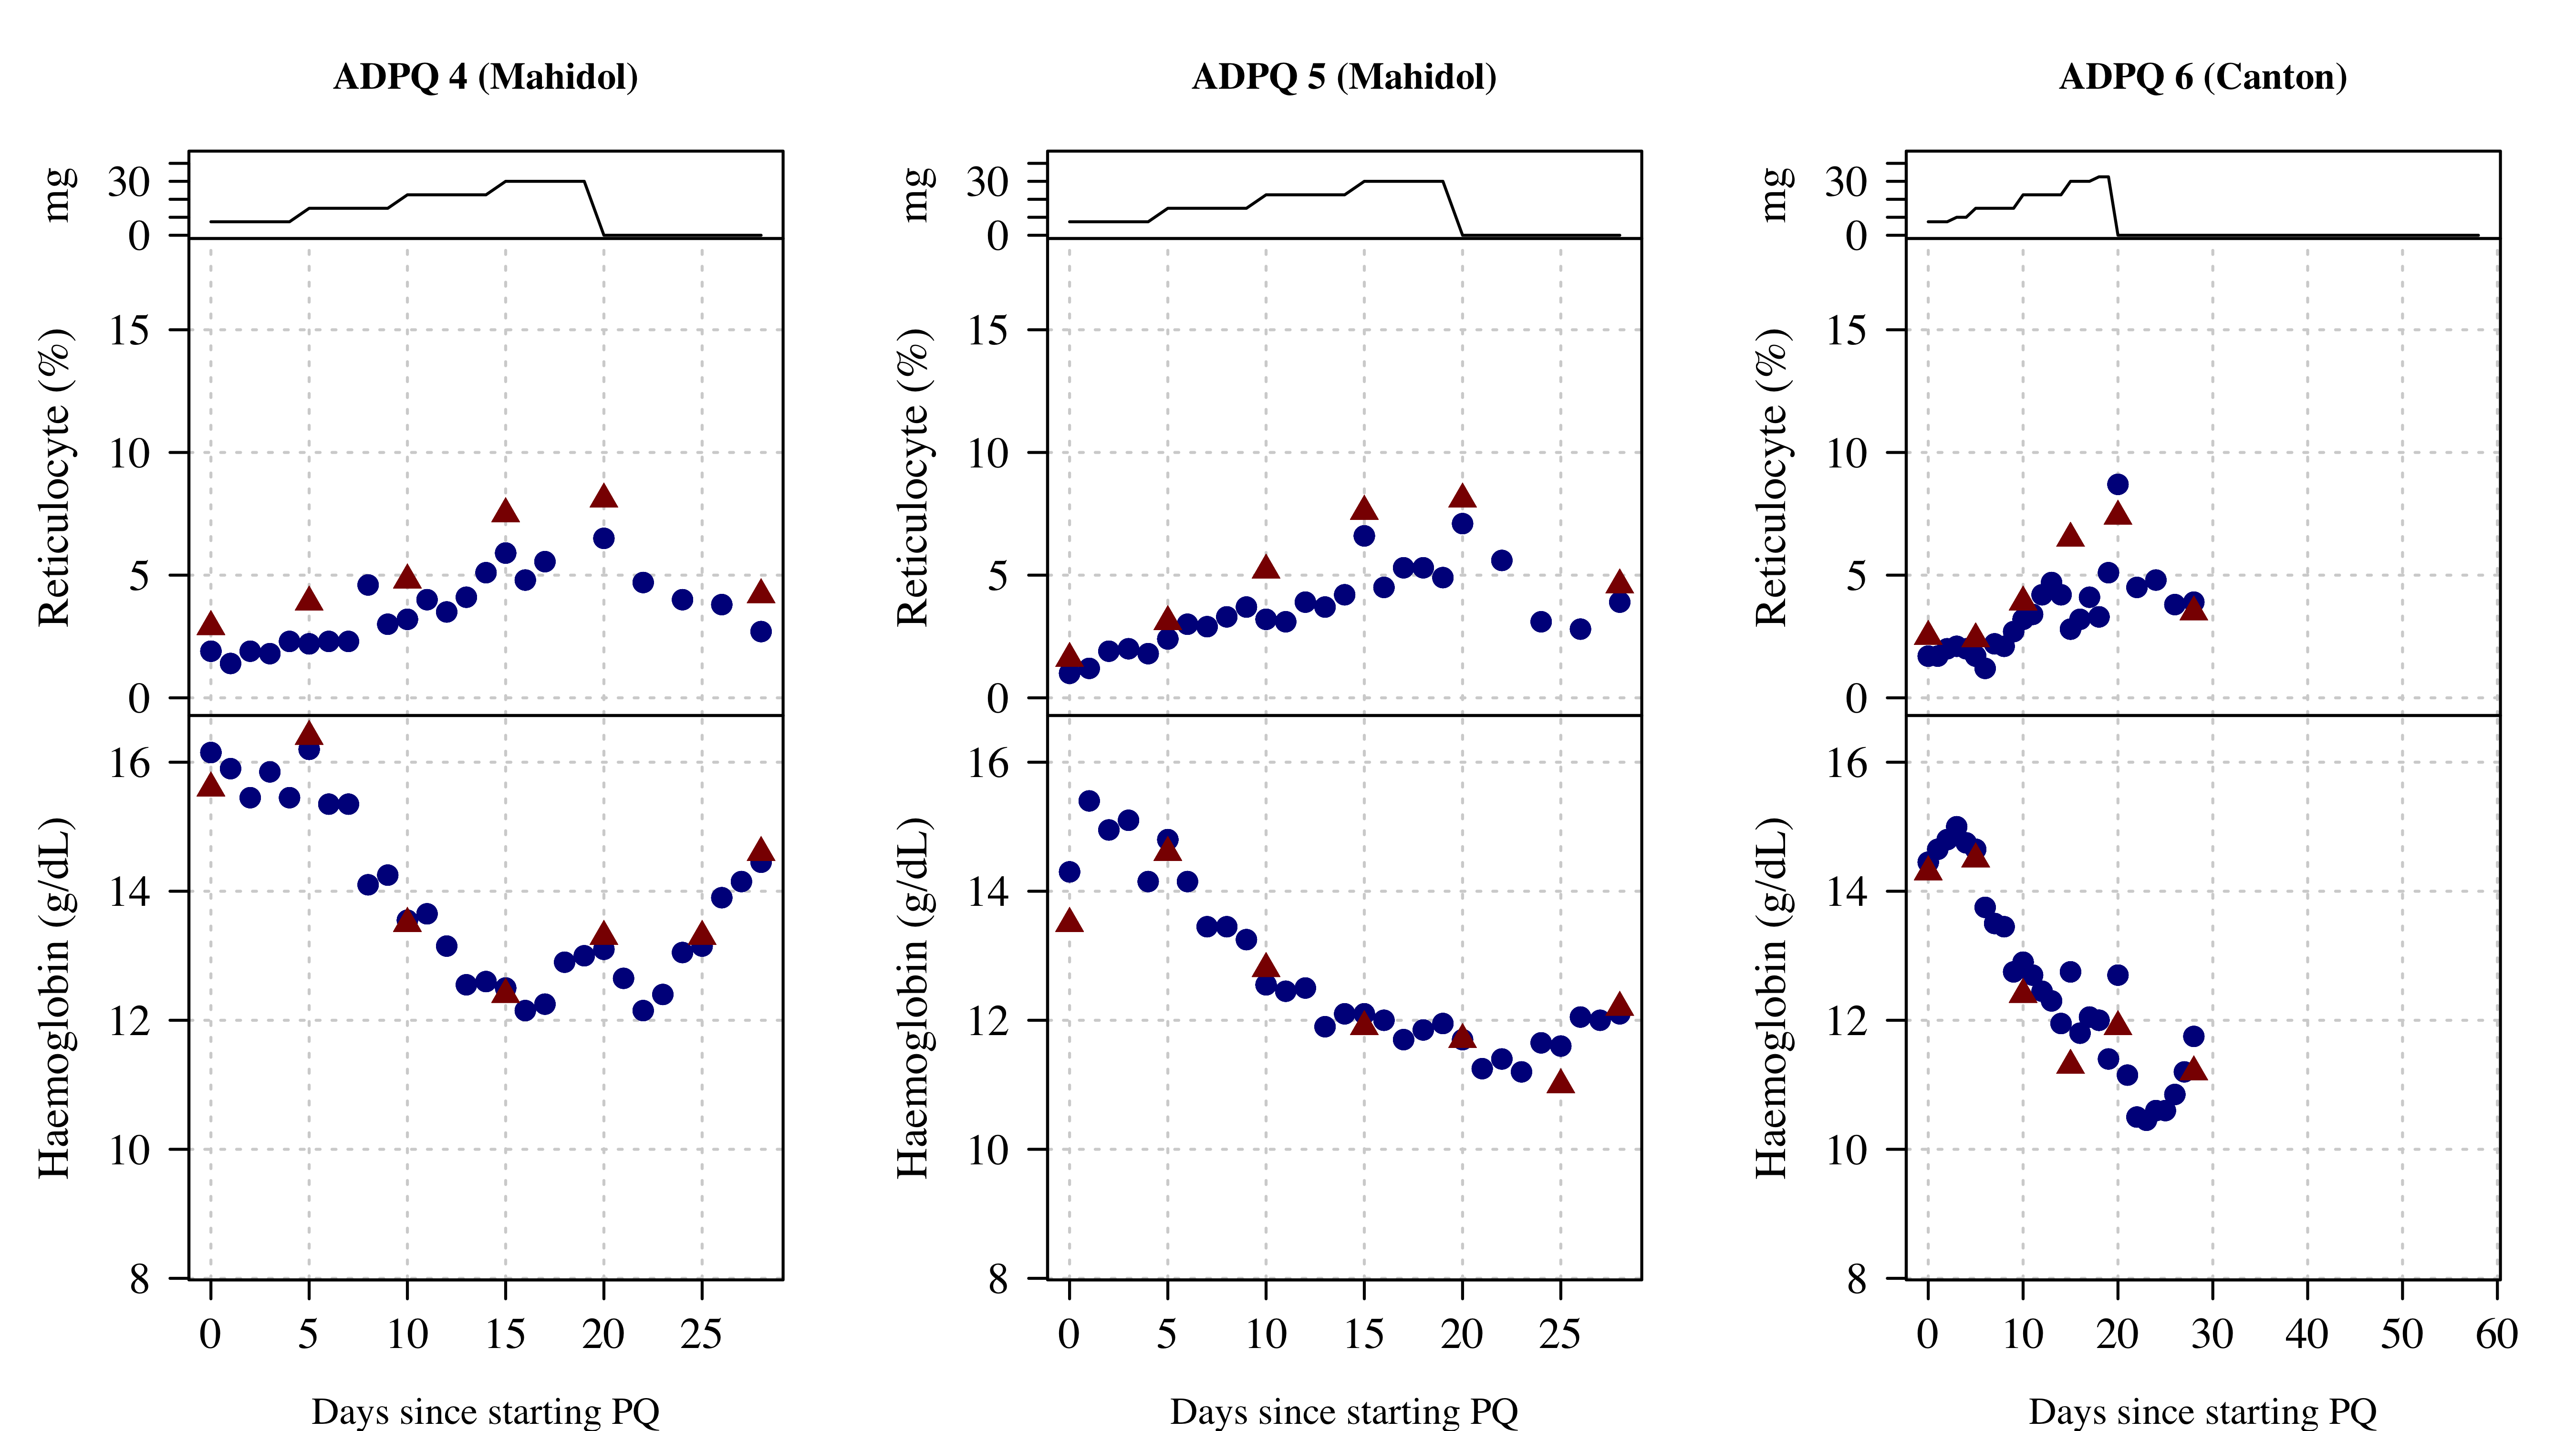 ADPQ 4 (Mahidol)
mg
30
0
Reticulocyte (%)
15
10
5
0
Haemoglobin (g/dL)
16
14
12
10
8
0 5 10 15 20 25
Days since starting PQ
ADPQ 5 (Mahidol)
mg
30
0
Reticulocyte (%)
15
10
5
0
Haemoglobin (g/dL)
16
14
12
10
8
0 5 10 15 20 25
Days since starting PQ
ADPQ 6 (Canton)
mg
30
0
Reticulocyte (%)
15
10
5
0
Haemoglobin (g/dL)
16
14
12
10
8
0 10 20 30 40 50 60
Days since starting PQ